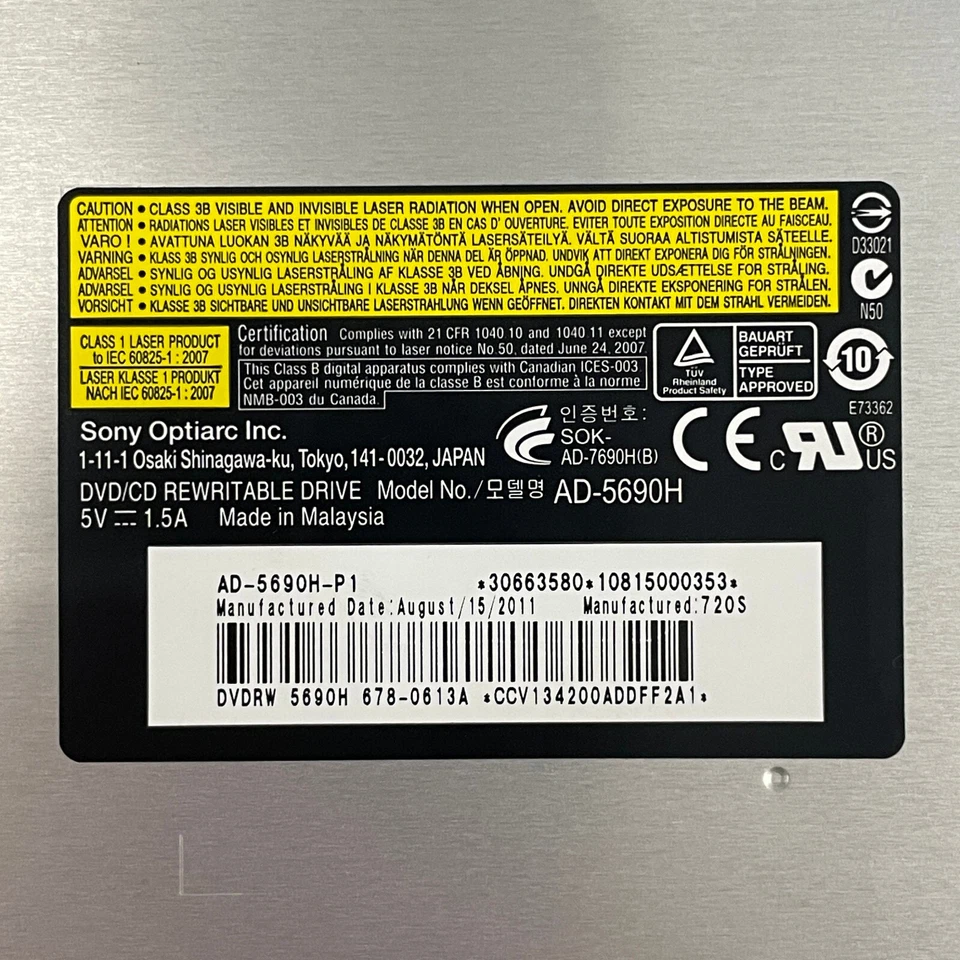 CAUTION • CLASS 3B VISIBLE AND INVISIBLE LASER RADIATION WHEN OPEN. AVOID DIRECT EXPOSURE TO THE BEAM.
ATTENTION • RADIATIONS LASER VISIBLES ET INVISIBLES DE CLASSE 3B EN CAS D' OUVERTURE. EVITER TOUTE EXPOSITION DIRECTE AU FAISCEAU.
VARO ! • AVATTUNA LUOKAN 3B NÄKYVÄÄ JA NÄKYMÄTÖNTÄ LASERSÄTEILYÄ. VÄLTÄ SUORAA ALTISTUMISTA SÄTEELLE.
VARNING • KLASS 3B SYNLIG OCH OSYNLIG LASERSTRÅLNING NÄR DENNA DEL ÄR ÖPPNAD. UNDVIK ATT DIREKT EXPONERA DIG FÖR STRÅLNINGEN.
ADVARSEL • SYNLIG OG USYNLIG LASERSTRÅLING AF KLASSE 3B VED ÅBNING. UNDGÅ DIREKTE UDSÆTTELSE FOR STRÅLING.
ADVARSEL • SYNLIG OG USYNLIG LASERSTRÅLING I KLASSE 3B NÅR DEKSEL ÅPNES. UNNGÅ DIREKTE EKSPONERING FOR STRÅLEN.
VORSICHT • KLASSE 3B SICHTBARE UND UNSICHTBARE LASERSTRAHLUNG WENN GEÖFFNET. DIREKTEN KONTAKT MIT DEM STRAHL VERMEIDEN.
D33021
N50
CLASS 1 LASER PRODUCT
to IEC 60825-1 : 2007
LASER KLASSE 1 PRODUKT
NACH IEC 60825-1 : 2007
Certification Complies with 21 CFR 1040 10 and 1040 11 except
for deviations pursuant to laser notice No 50, dated June 24, 2007
This Class B digital apparatus complies with Canadian ICES-003
Cet appareil numérique de la classe B est conforme à la norme
NMB-003 du Canada.
TÜV
Rheinland
Product Safety
BAUART
GEPRÜFT
TYPE
APPROVED
10
E73362
Sony Optiarc Inc.
1-11-1 Osaki Shinagawa-ku, Tokyo, 141-0032, JAPAN
인증번호:
SOK-
AD-7690H(B)
CE
c RU ® US
DVD/CD REWRITABLE DRIVE Model No./모델명 AD-5690H
5V ⎓ 1.5A Made in Malaysia
AD-5690H-P1 *30663580*10815000353*
Manufactured Date:August/15/2011 Manufactured:720S
DVDRW 5690H 678-0613A *CCV134200ADDFF2A1*